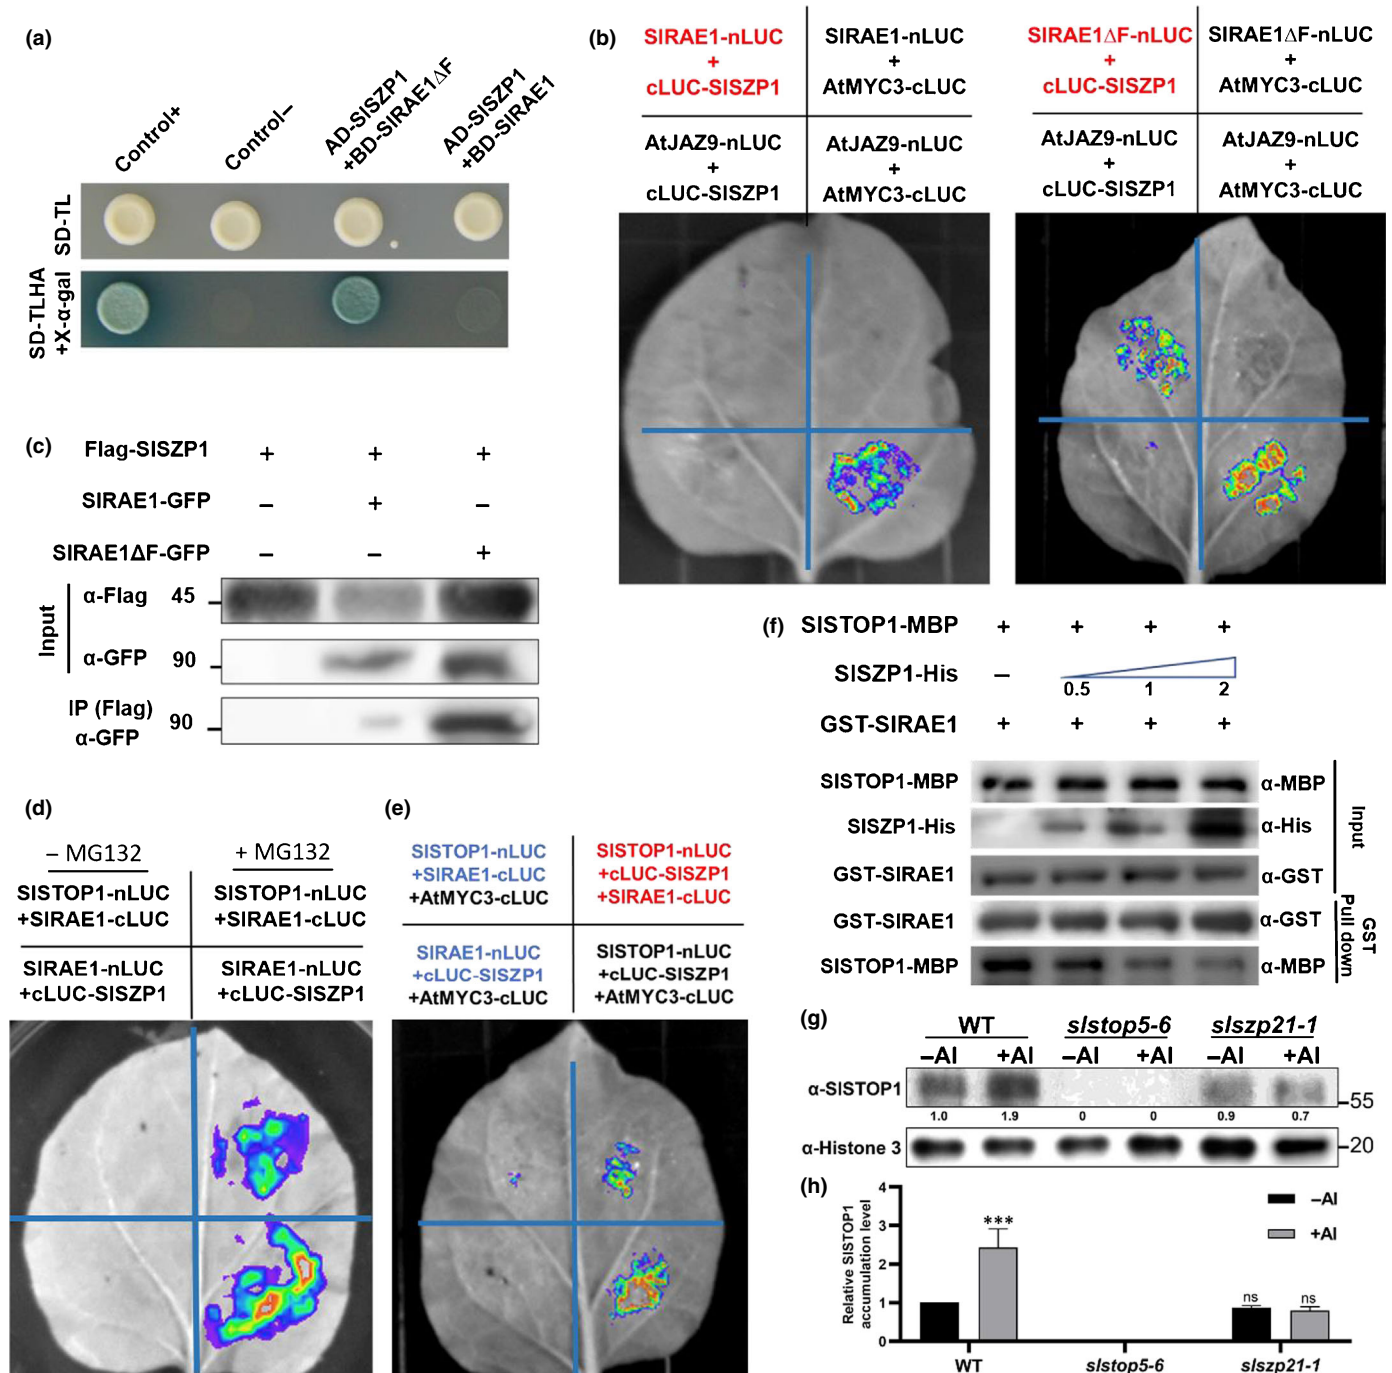 (a)
Control+
Control–
AD-SlSZP1
+BD-SlRAE1ΔF
AD-SlSZP1
+BD-SlRAE1
SD-TL
SD-TLHA
+X-α-gal
(b)
SlRAE1-nLUC
+
cLUC-SlSZP1
SlRAE1-nLUC
+
AtMYC3-cLUC
AtJAZ9-nLUC
+
cLUC-SlSZP1
AtJAZ9-nLUC
+
AtMYC3-cLUC
SlRAE1ΔF-nLUC
+
cLUC-SlSZP1
SlRAE1ΔF-nLUC
+
AtMYC3-cLUC
AtJAZ9-nLUC
+
cLUC-SlSZP1
AtJAZ9-nLUC
+
AtMYC3-cLUC
(c)
Flag-SlSZP1 + + +
SlRAE1-GFP – + –
SlRAE1ΔF-GFP – – +
Input
α-Flag 45
α-GFP 90
IP (Flag)
α-GFP 90
(d)
– MG132
+ MG132
SlSTOP1-nLUC
+SlRAE1-cLUC
SlSTOP1-nLUC
+SlRAE1-cLUC
SlRAE1-nLUC
+cLUC-SlSZP1
SlRAE1-nLUC
+cLUC-SlSZP1
(e)
SlSTOP1-nLUC
+SlRAE1-cLUC
+AtMYC3-cLUC
SlSTOP1-nLUC
+cLUC-SlSZP1
+SlRAE1-cLUC
SlRAE1-nLUC
+cLUC-SlSZP1
+AtMYC3-cLUC
SlSTOP1-nLUC
+cLUC-SlSZP1
+AtMYC3-cLUC
(f)
SlSTOP1-MBP + + + +
SlSZP1-His – 0.5 1 2
GST-SlRAE1 + + + +
SlSTOP1-MBP α-MBP
SlSZP1-His α-His
GST-SlRAE1 α-GST
Input
GST-SlRAE1 α-GST
SlSTOP1-MBP α-MBP
GST
Pull down
(g)
WT slstop5-6 slszp21-1
–Al +Al –Al +Al –Al +Al
α-SlSTOP1 55
1.0 1.9 0 0 0.9 0.7
α-Histone 3 20
(h)
Relative SlSTOP1
accumulation level
4
3
2
1
0
***
ns ns
–Al
+Al
WT slstop5-6 slszp21-1